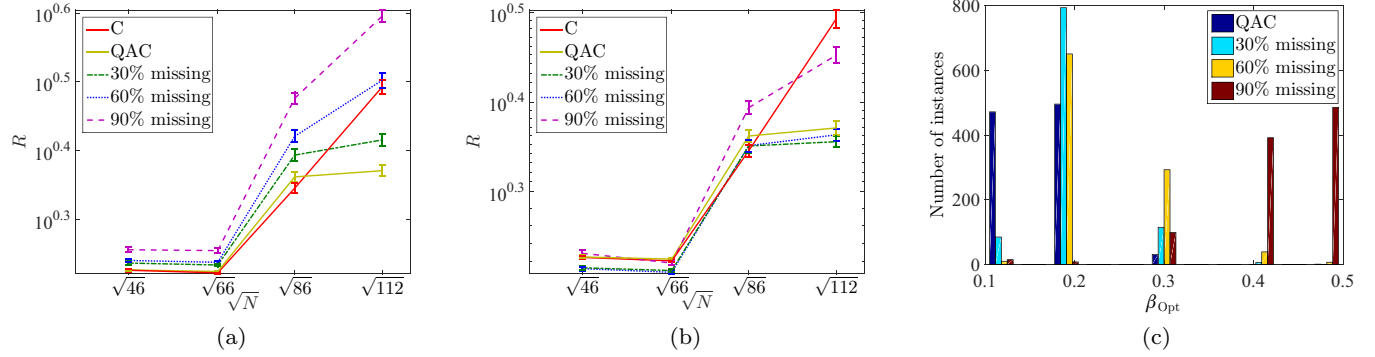 10^0.6
10^0.5
10^0.4
10^0.3
R
C
QAC
30% missing
60% missing
90% missing
√46
√66
√86
√112
√N
(a)
10^0.5
10^0.4
10^0.3
R
C
QAC
30% missing
60% missing
90% missing
√46
√66
√86
√112
√N
(b)
800
600
400
200
0
Number of instances
QAC
30% missing
60% missing
90% missing
0.1
0.2
0.3
0.4
0.5
β_Opt
(c)